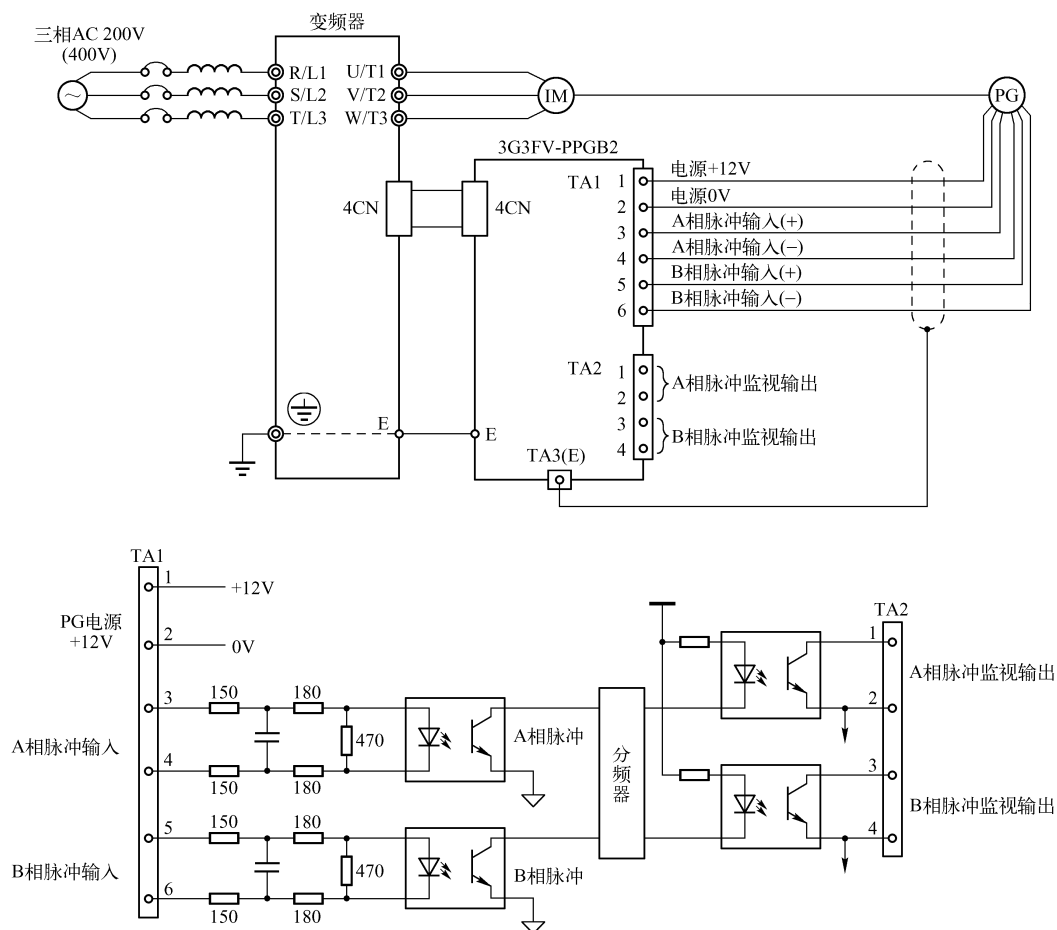 变频器
三相AC 200V
(400V)
R/L1
U/T1
S/L2
V/T2
T/L3
W/T3
~
IM
PG
3G3FV-PPGB2
4CN
4CN
TA1
1
电源+12V
2
电源0V
3
A相脉冲输入(+)
4
A相脉冲输入(−)
5
B相脉冲输入(+)
6
B相脉冲输入(−)
TA2
1
2
A相脉冲监视输出
3
4
B相脉冲监视输出
E
E
TA3(E)
TA1
1
+12V
PG电源
+12V
2
0V
3
150
180
A相脉冲输入
470
4
150
180
A相脉冲
5
150
180
B相脉冲输入
470
6
150
180
B相脉冲
分频器
TA2
1
A相脉冲监视输出
2
3
B相脉冲监视输出
4